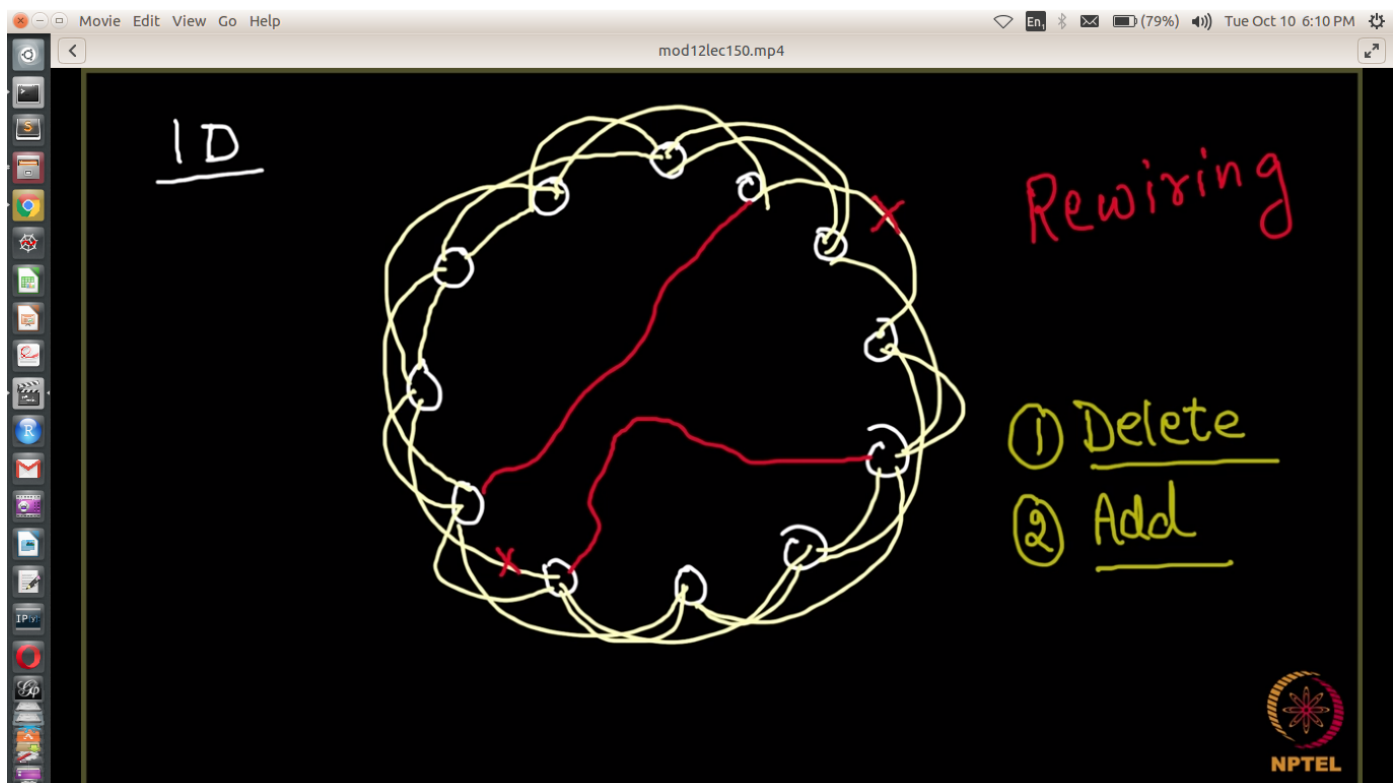 Movie Edit View Go Help
En1 (79%) Tue Oct 10 6:10 PM
mod12lec150.mp4
1D
Rewiring
X
X
① Delete
② Add
NPTEL